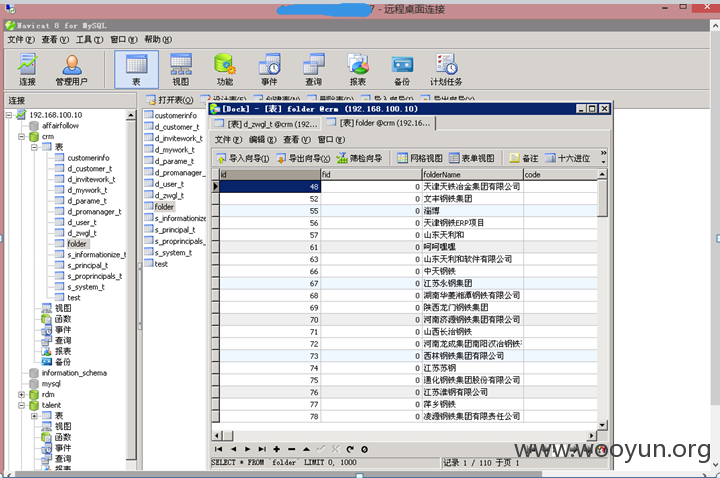 7 - 远程桌面连接
Navicat 8 for MySQL
文件(F) 查看(V) 工具(T) 窗口(W) 帮助(H)
连接 管理用户 表 视图 功能 事件 查询 报表 备份 计划任务
连接
打开表(O)
192.168.100.10
affairfollow
crm
表
customerinfo
d_customer_t
d_invitework_t
d_mywork_t
d_parame_t
d_promanager_t
d_user_t
d_zwgl_t
folder
s_informationize_t
s_principal_t
s_proprincipals_t
s_system_t
test
视图
函数
事件
查询
报表
备份
information_schema
mysql
rdm
talent
表
视图
函数
事件
查询
报表
customerinfo
d_customer_t
d_invitework_t
d_mywork_t
d_parame_t
d_promanager_t
d_user_t
d_zwgl_t
folder
s_informationize
s_principal_t
s_proprincipals_
s_system_t
test
[Dock] - [表] folder @crm (192.168.100.10)
[表] d_zwgl_t @crm (192... [表] folder @crm (192.16...
文件(F) 编辑(E) 查看(V) 窗口(W)
导入向导(I) 导出向导(X) 筛检向导 网格视图 表单视图 备注 十六进位
id fid folderName code
48 0 天津天铁冶金集团有限公司
52 0 文丰钢铁集团
55 0 淄博
56 0 天津钢铁ERP项目
57 0 山东天利和
61 0 呵呵嘿嘿
63 0 山东天利和软件有限公司
66 0 中天钢铁
67 0 江苏永钢集团
68 0 湖南华菱湘潭钢铁有限公司
69 0 陕西龙门钢铁集团
70 0 河南济源钢铁集团有限公司
71 0 山西长治钢铁
72 0 河南龙成集团南阳汉冶钢铁
73 0 西林钢铁集团有限公司
74 0 江苏苏钢
75 0 通化钢铁集团股份有限公司
76 0 江苏淮钢有限公司
77 0 萍乡钢铁
78 0 凌源钢铁集团有限责任公司
SELECT * FROM `folder` LIMIT 0, 1000
记录 1 / 110 于页 1
www.wooyun.org